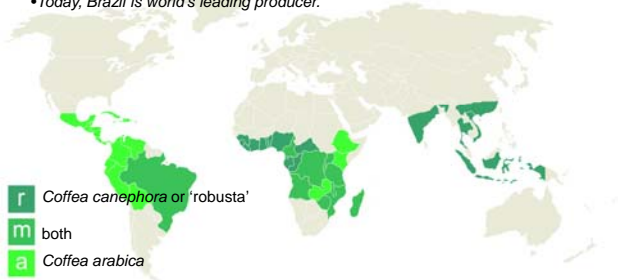 •Today, Brazil is world's leading producer.
r Coffea canephora or 'robusta'
m both
a Coffea arabica